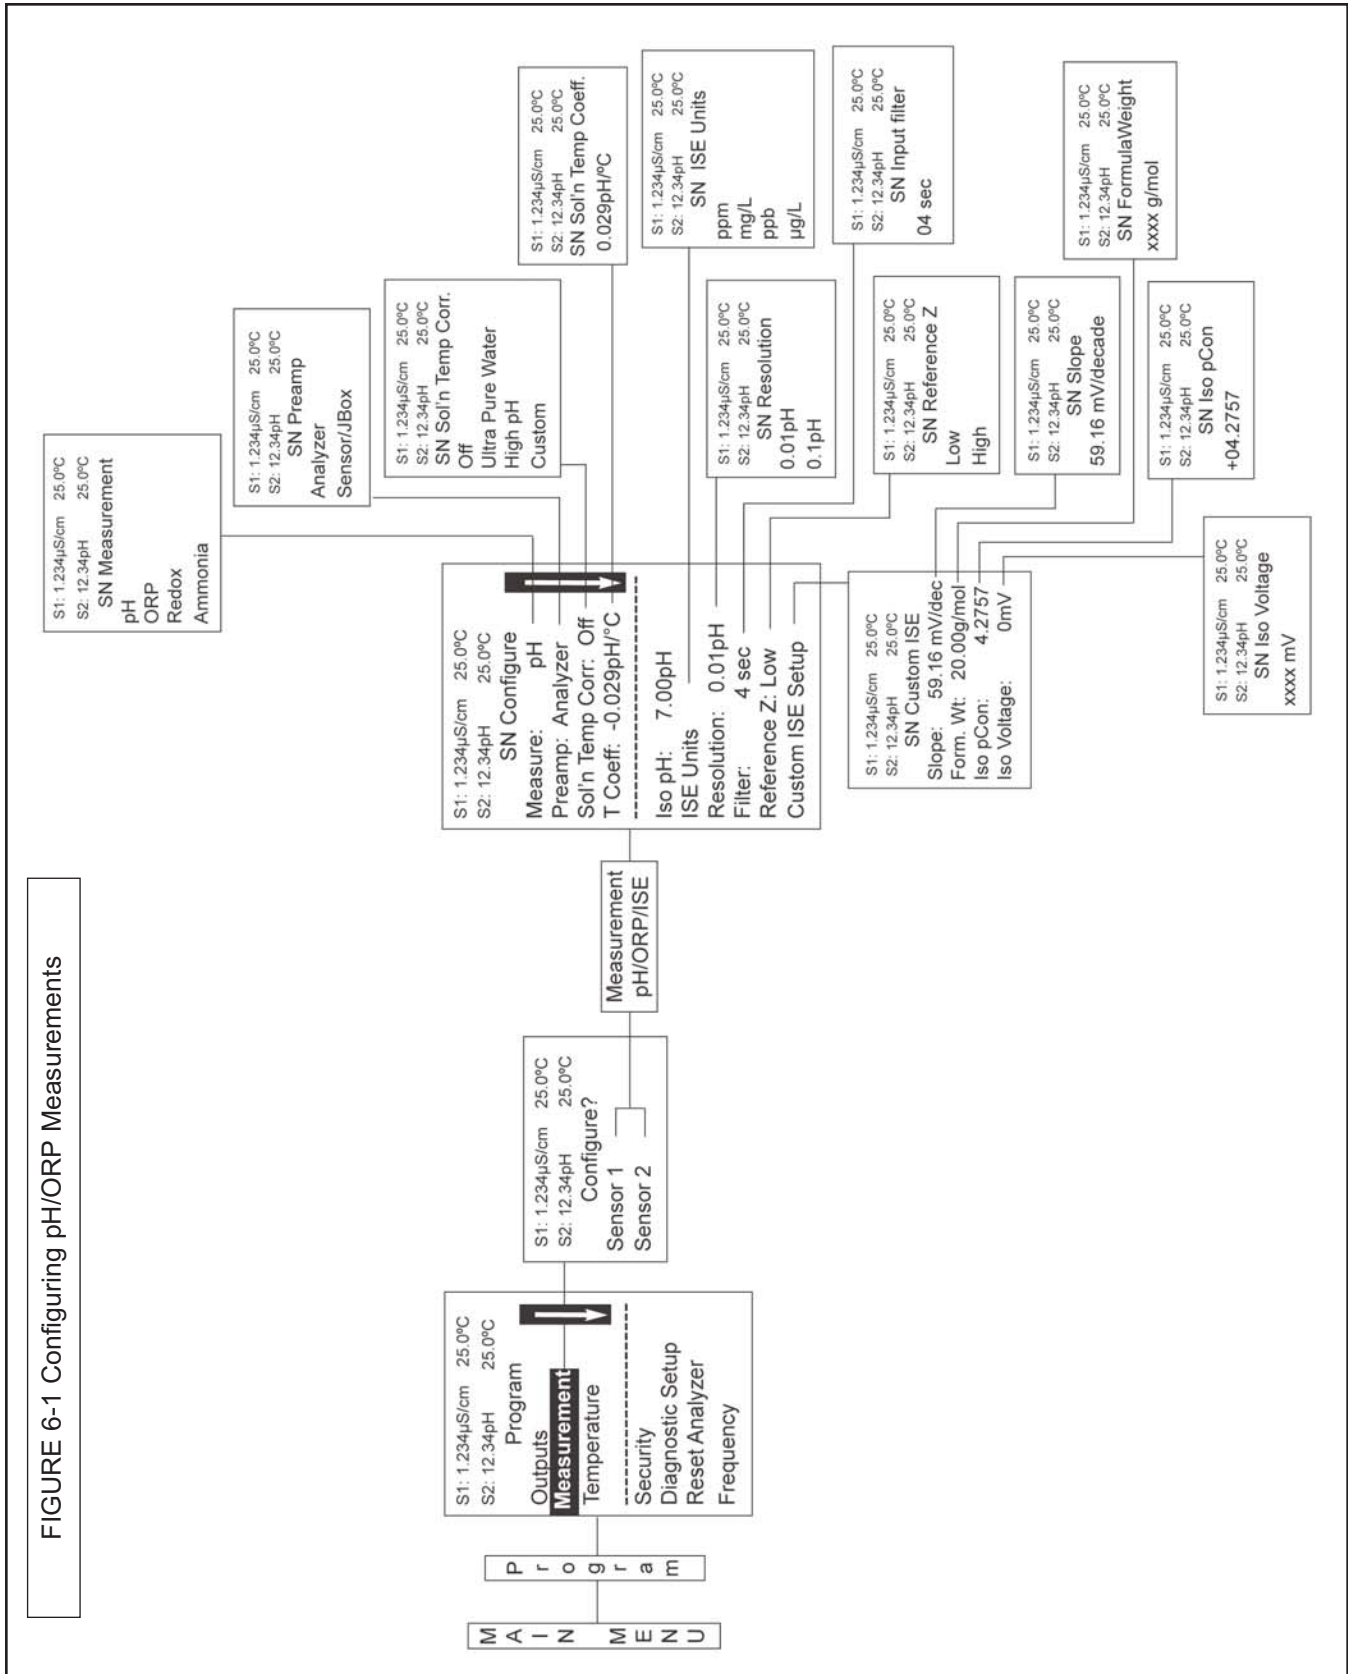 FIGURE 6-1 Configuring pH/ORP Measurements
MAIN MENU
Program
S1: 1.234µS/cm 25.0ºC
S2: 12.34pH 25.0ºC
Program
Outputs
Measurement
Temperature
Security
Diagnostic Setup
Reset Analyzer
Frequency
S1: 1.234µS/cm 25.0ºC
S2: 12.34pH 25.0ºC
Configure?
Sensor 1
Sensor 2
Measurement
pH/ORP/ISE
S1: 1.234µS/cm 25.0ºC
S2: 12.34pH 25.0ºC
SN Configure
Measure: pH
Preamp: Analyzer
Sol'n Temp Corr: Off
T Coeff: -0.029pH/°C
Iso pH: 7.00pH
ISE Units
Resolution: 0.01pH
Filter: 4 sec
Reference Z: Low
Custom ISE Setup
S1: 1.234µS/cm 25.0ºC
S2: 12.34pH 25.0ºC
SN Measurement
pH
ORP
Redox
Ammonia
S1: 1.234µS/cm 25.0ºC
S2: 12.34pH 25.0ºC
SN Preamp
Analyzer
Sensor/JBox
S1: 1.234µS/cm 25.0ºC
S2: 12.34pH 25.0ºC
SN Sol'n Temp Corr.
Off
Ultra Pure Water
High pH
Custom
S1: 1.234µS/cm 25.0ºC
S2: 12.34pH 25.0ºC
SN Sol'n Temp Coeff.
0.029pH/ºC
S1: 1.234µS/cm 25.0ºC
S2: 12.34pH 25.0ºC
SN ISE Units
ppm
mg/L
ppb
µg/L
S1: 1.234µS/cm 25.0ºC
S2: 12.34pH 25.0ºC
SN Resolution
0.01pH
0.1pH
S1: 1.234µS/cm 25.0ºC
S2: 12.34pH 25.0ºC
SN Input filter
04 sec
S1: 1.234µS/cm 25.0ºC
S2: 12.34pH 25.0ºC
SN Reference Z
Low
High
S1: 1.234µS/cm 25.0ºC
S2: 12.34pH 25.0ºC
SN Custom ISE
Slope: 59.16 mV/dec
Form. Wt: 20.00g/mol
Iso pCon: 4.2757
Iso Voltage: 0mV
S1: 1.234µS/cm 25.0ºC
S2: 12.34pH 25.0ºC
SN Slope
59.16 mV/decade
S1: 1.234µS/cm 25.0ºC
S2: 12.34pH 25.0ºC
SN FormulaWeight
xxxx g/mol
S1: 1.234µS/cm 25.0ºC
S2: 12.34pH 25.0ºC
SN Iso pCon
+04.2757
S1: 1.234µS/cm 25.0ºC
S2: 12.34pH 25.0ºC
SN Iso Voltage
xxxx mV